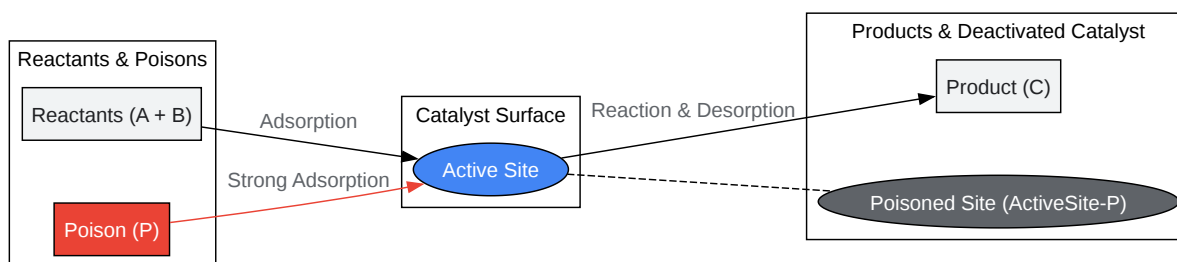 Reactants & Poisons
Reactants (A + B)
Poison (P)
Adsorption
Strong Adsorption
Catalyst Surface
Active Site
Reaction & Desorption
Products & Deactivated Catalyst
Product (C)
Poisoned Site (ActiveSite-P)